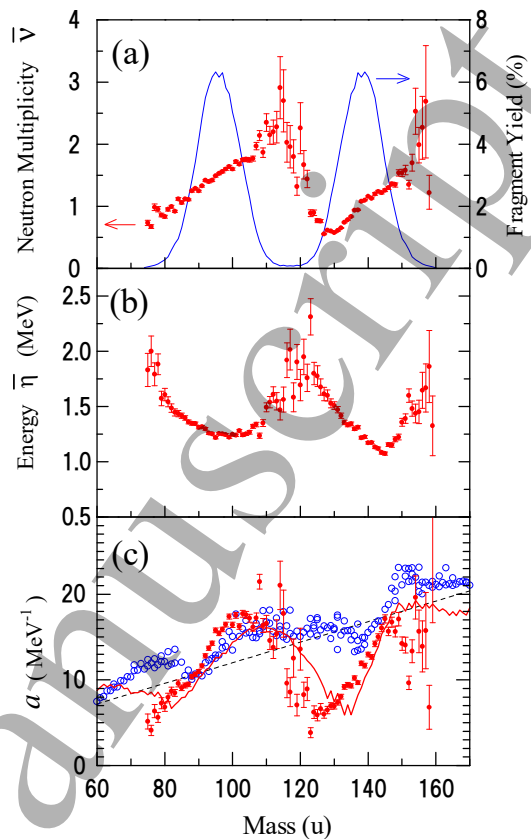 (a)
Neutron Multiplicity ν̅
Fragment Yield (%)
4
3
2
1
0
8
6
4
2
0
(b)
Energy η̅ (MeV)
2.5
2.0
1.5
1.0
0.5
(c)
a (MeV⁻¹)
20
10
0
60 80 100 120 140 160
Mass (u)
anuscript